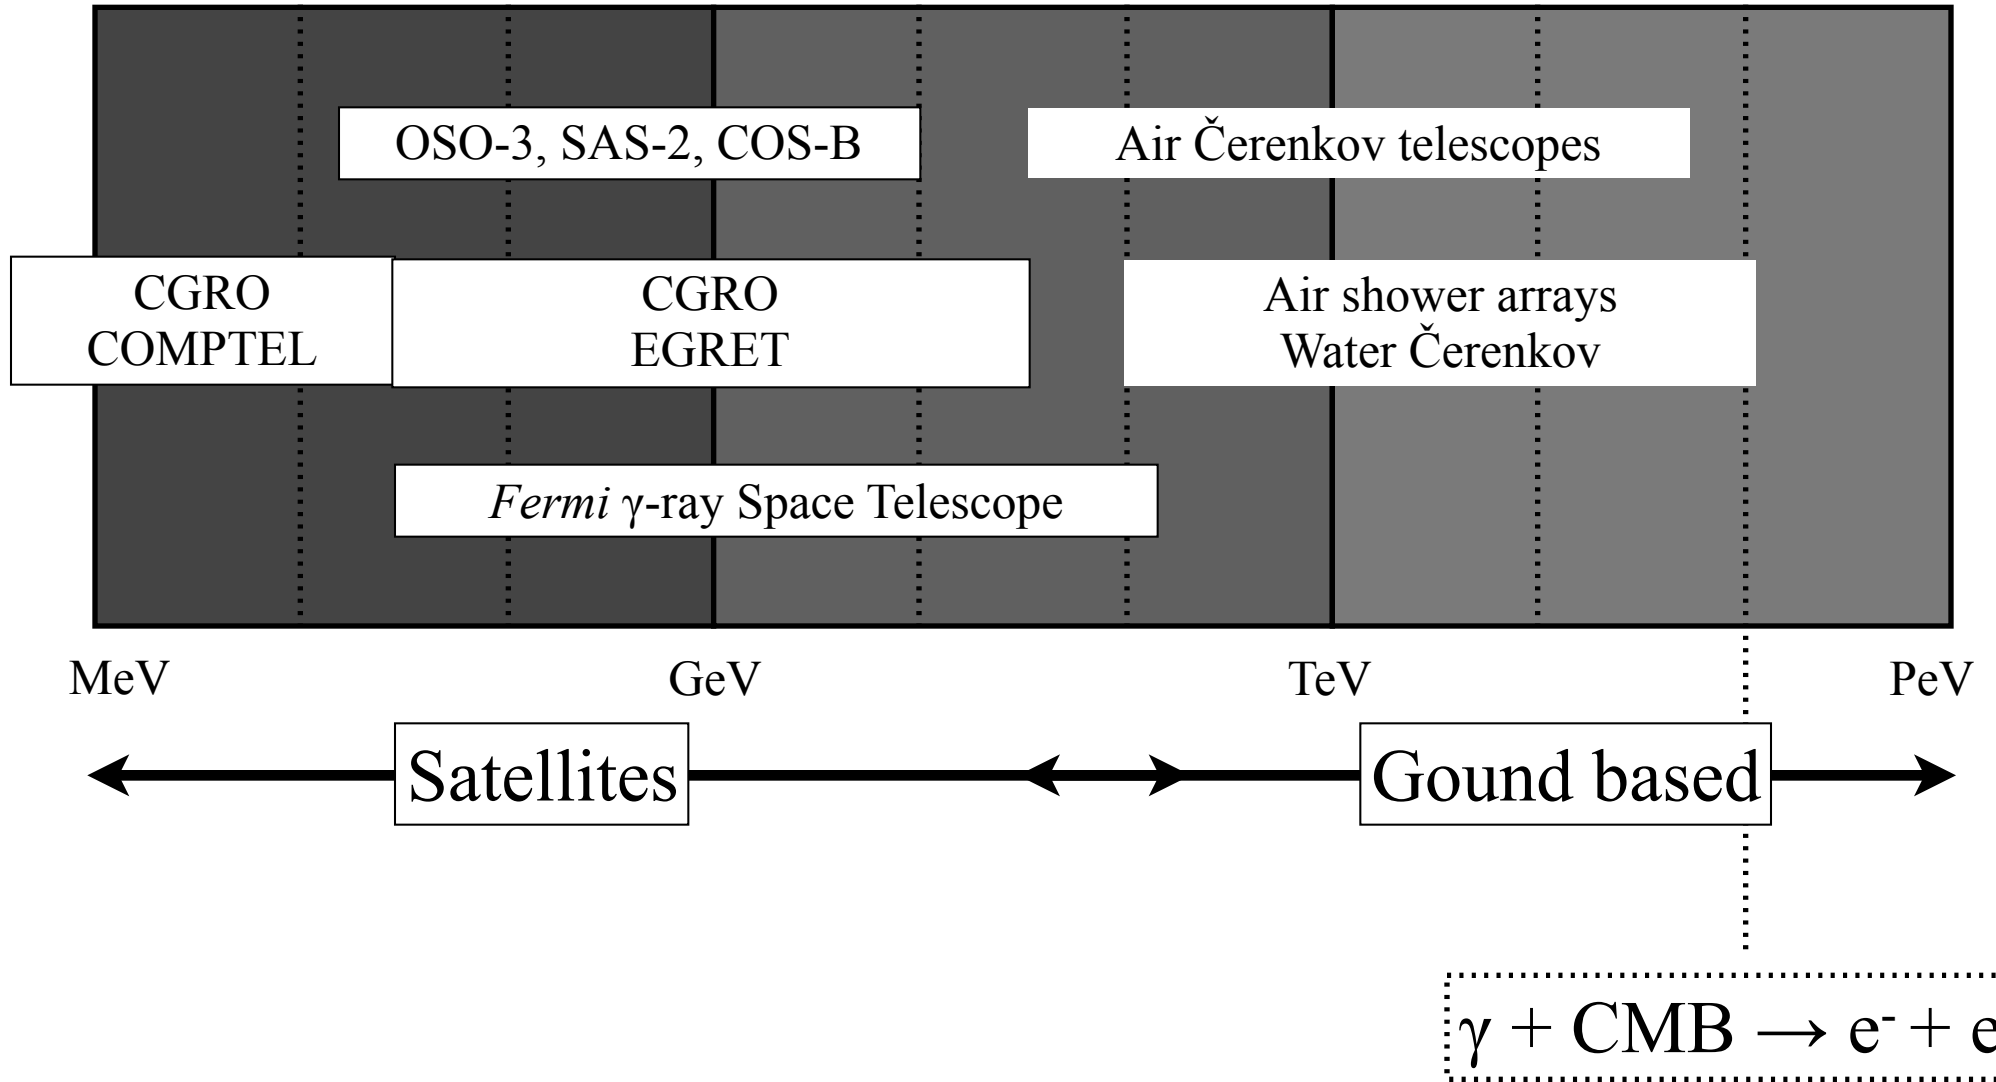 OSO-3, SAS-2, COS-B
Air Čerenkov telescopes
CGRO
COMPTEL
CGRO
EGRET
Air shower arrays
Water Čerenkov
Fermi γ-ray Space Telescope
MeV
GeV
TeV
PeV
Satellites
Gound based
γ + CMB → e- + e